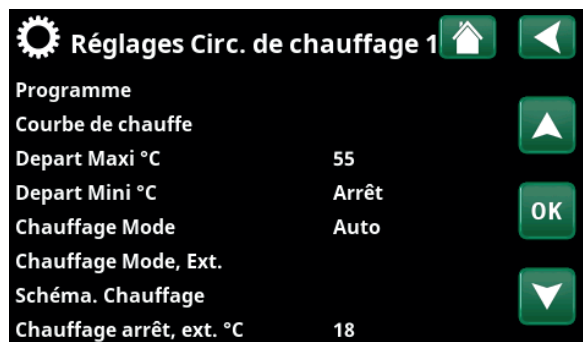 Réglages Circ. de chauffage 1
Programme
Courbe de chauffe
Depart Maxi °C 55
Depart Mini °C Arrêt
Chauffage Mode Auto
OK
Chauffage Mode, Ext.
Schéma. Chauffage
Chauffage arrêt, ext. °C 18